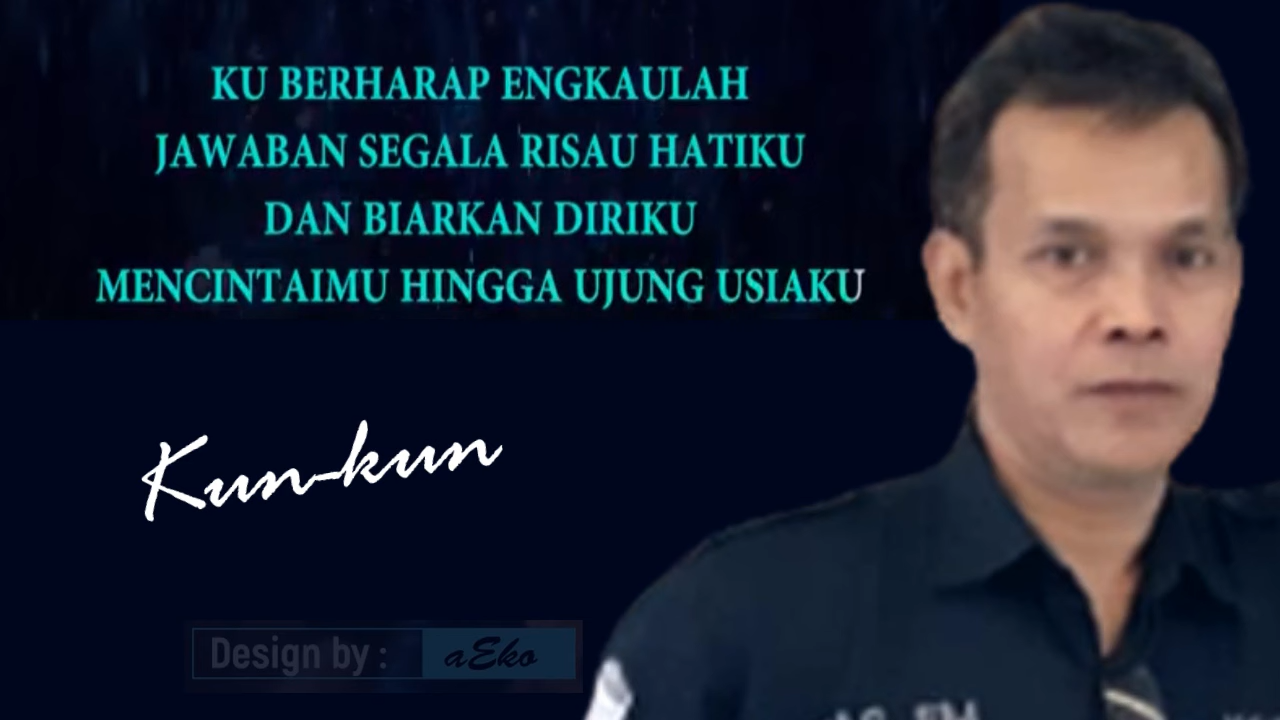 KU BERHARAP ENGKAULAH
JAWABAN SEGALA RISAU HATIKU
DAN BIARKAN DIRIKU
MENCINTAIMU HINGGA UJUNG USIAKU
Kun-kun
Design by : aEko